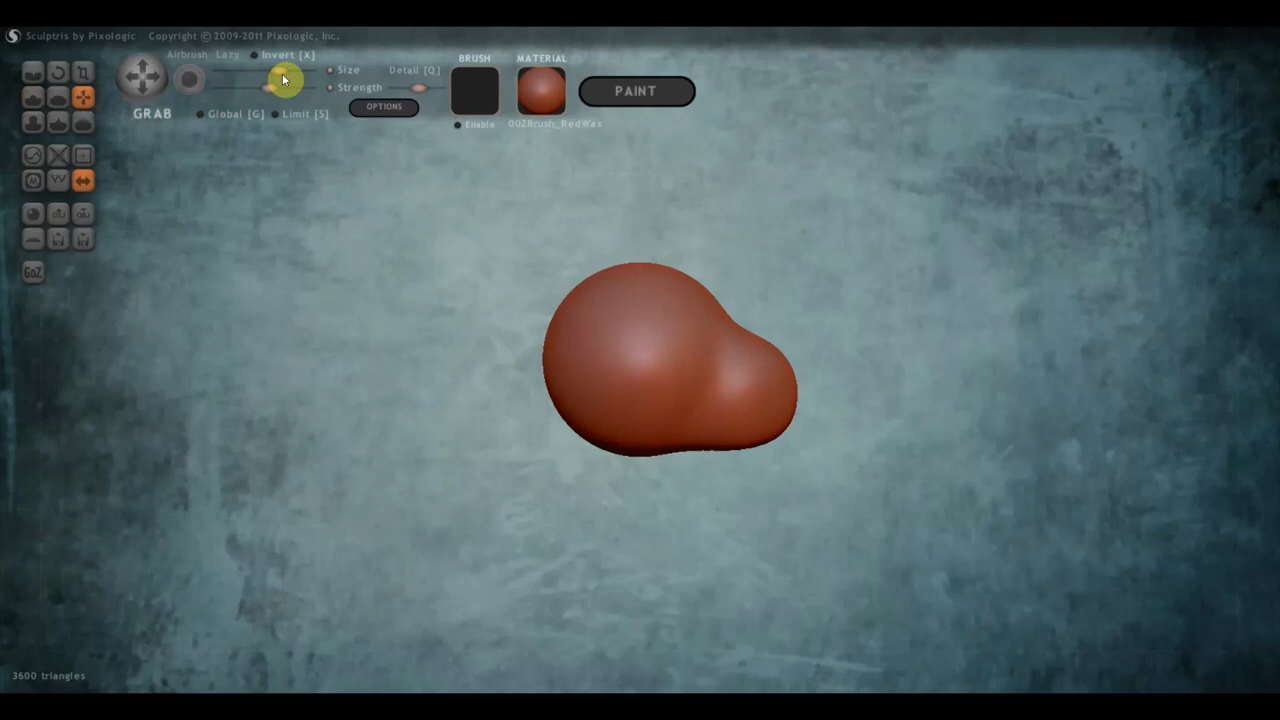 Sculptris by Pixologic Copyright © 2009-2011 Pixologic, Inc.
Airbrush Lazy Invert [X]
Size Detail [Q]
Strength
GRAB Global [G] Limit [S] OPTIONS
BRUSH
Enable
MATERIAL
00ZBrush_RedWax
PAINT
GoZ
3600 triangles